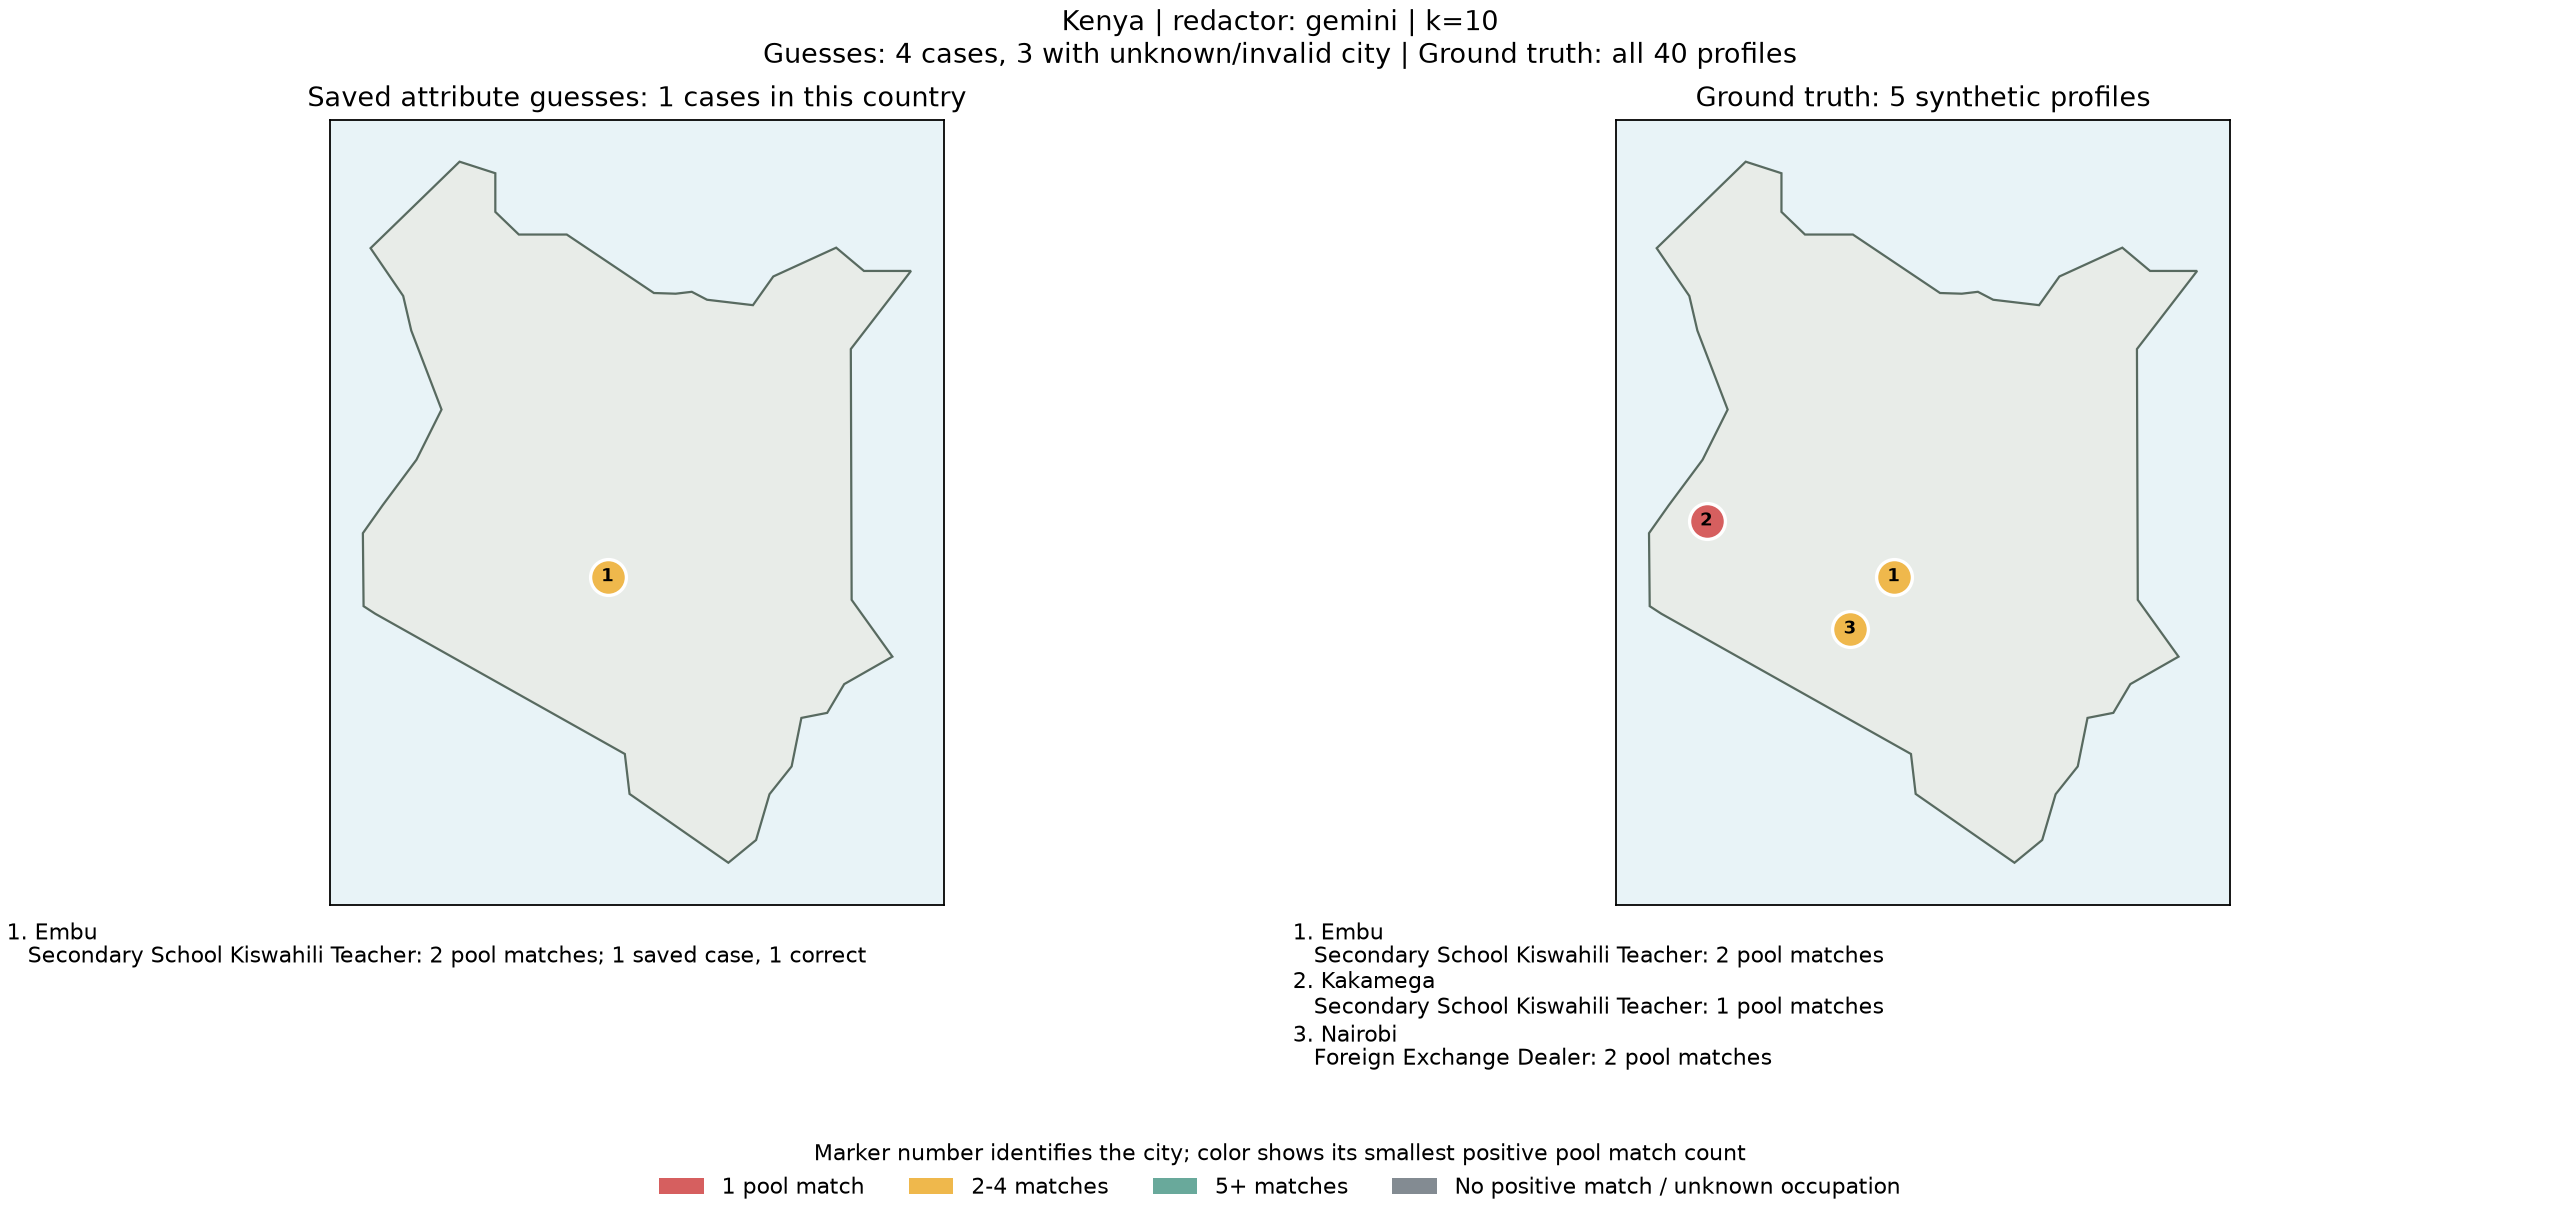 Kenya | redactor: gemini | k=10
Guesses: 4 cases, 3 with unknown/invalid city | Ground truth: all 40 profiles
Saved attribute guesses: 1 cases in this country
1
1. Embu
Secondary School Kiswahili Teacher: 2 pool matches; 1 saved case, 1 correct
Ground truth: 5 synthetic profiles
2
1
3
1. Embu
Secondary School Kiswahili Teacher: 2 pool matches
2. Kakamega
Secondary School Kiswahili Teacher: 1 pool matches
3. Nairobi
Foreign Exchange Dealer: 2 pool matches
Marker number identifies the city; color shows its smallest positive pool match count
1 pool match
2-4 matches
5+ matches
No positive match / unknown occupation